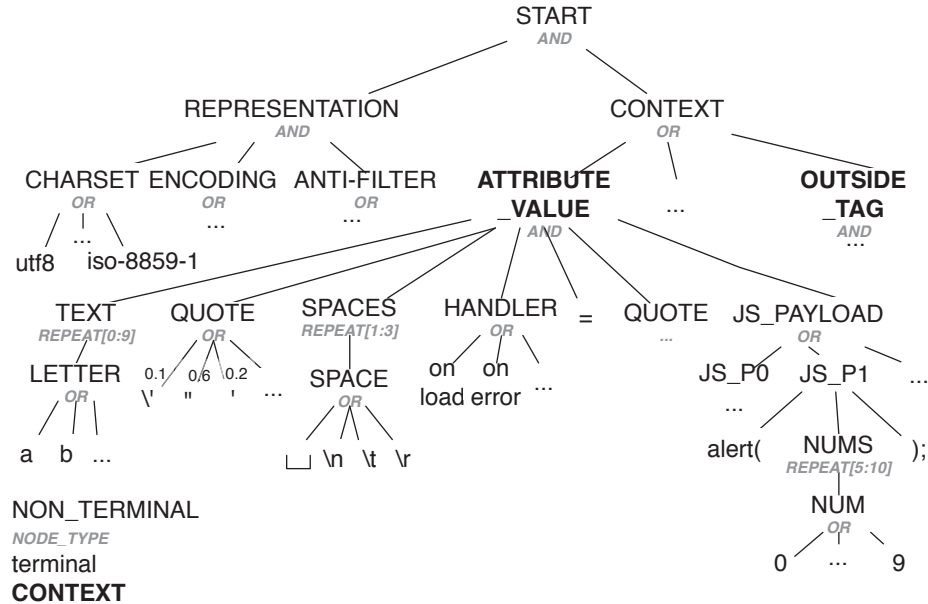 START
AND
REPRESENTATION CONTEXT
AND OR
CHARSET ENCODING ANTI-FILTER ATTRIBUTE OUTSIDE
OR OR OR _VALUE ... _TAG
... ... ... AND AND
utf8 iso-8859-1 ...
TEXT QUOTE SPACES HANDLER = QUOTE JS_PAYLOAD
REPEAT[0:9] OR REPEAT[1:3] OR ... OR
LETTER 0.1 0.6 0.2 SPACE on on ... JS_P0 JS_P1 ...
OR \' " ' ... OR load error ...
a b ... ⎵ \n \t \r alert( NUMS );
REPEAT[5:10]
NON_TERMINAL NUM
NODE_TYPE OR
terminal 0 ... 9
CONTEXT